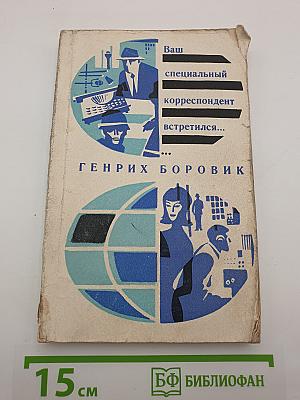 Ваш
специальный
корреспондент
встретился...
...
ГЕНРИХ БОРОВИК
15 см
БФ БИБЛИОФАН